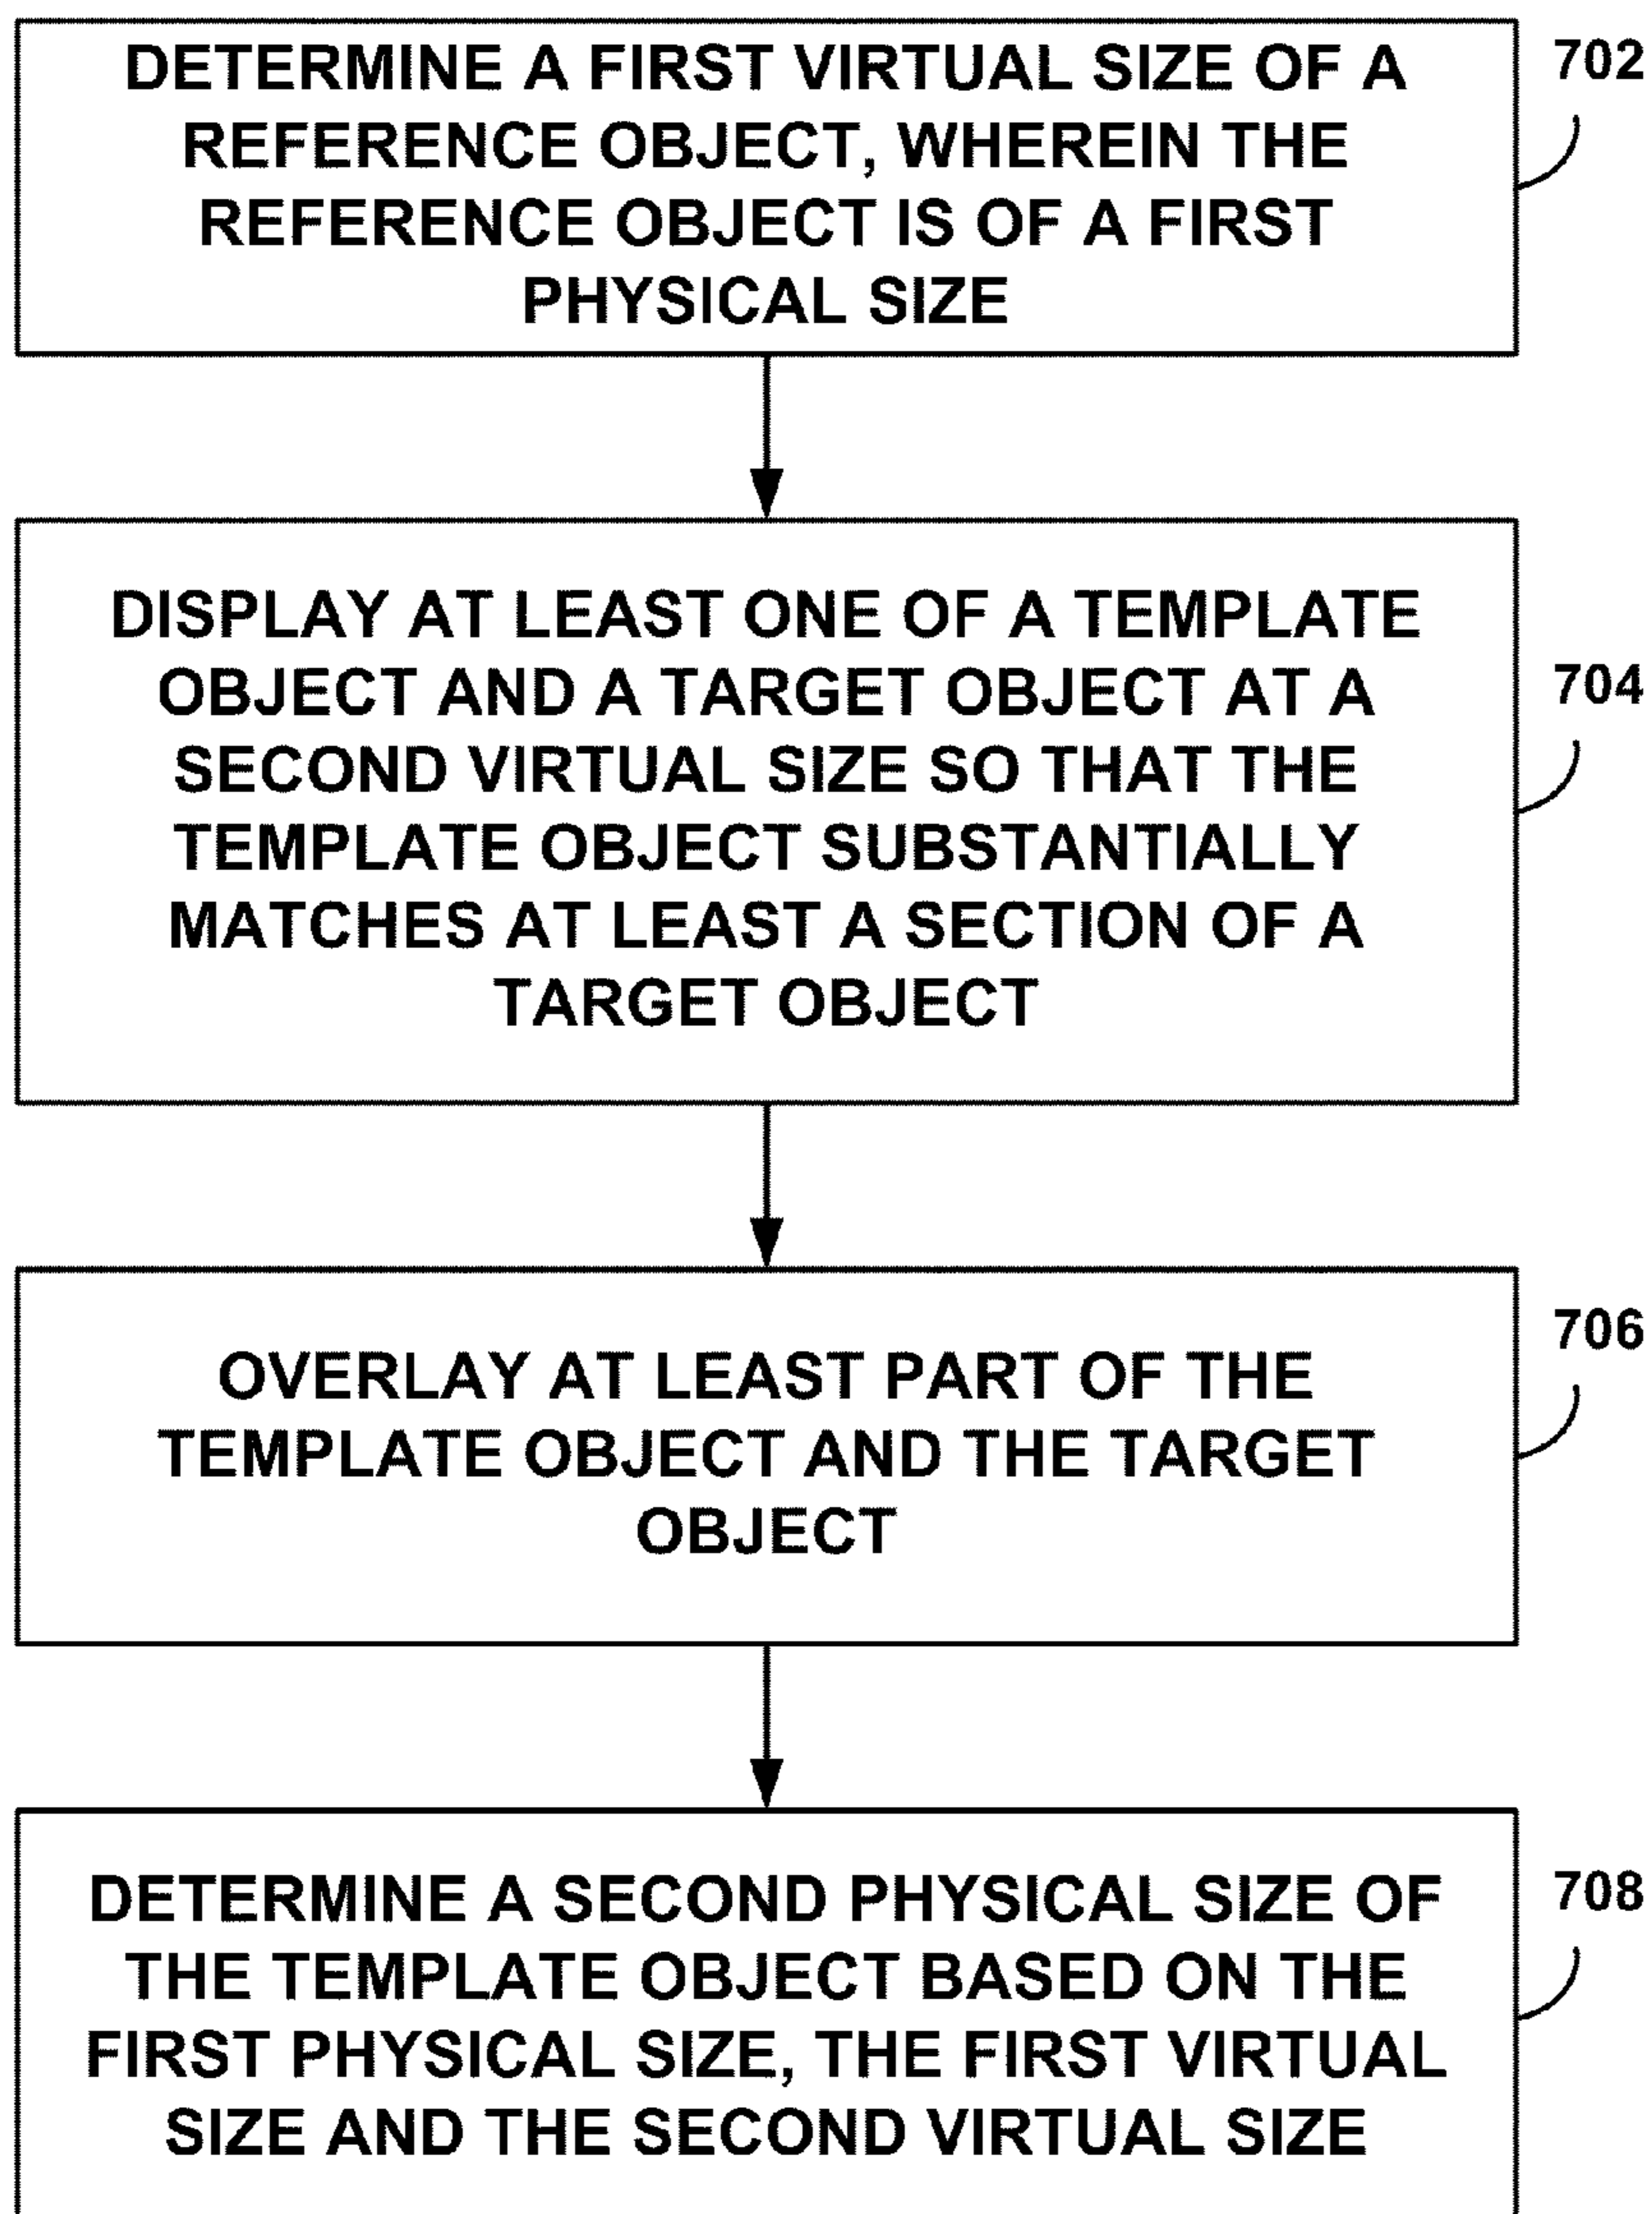 DETERMINE A FIRST VIRTUAL SIZE OF A
REFERENCE OBJECT, WHEREIN THE
REFERENCE OBJECT IS OF A FIRST
PHYSICAL SIZE
702
DISPLAY AT LEAST ONE OF A TEMPLATE
OBJECT AND A TARGET OBJECT AT A
SECOND VIRTUAL SIZE SO THAT THE
TEMPLATE OBJECT SUBSTANTIALLY
MATCHES AT LEAST A SECTION OF A
TARGET OBJECT
704
OVERLAY AT LEAST PART OF THE
TEMPLATE OBJECT AND THE TARGET
OBJECT
706
DETERMINE A SECOND PHYSICAL SIZE OF
THE TEMPLATE OBJECT BASED ON THE
FIRST PHYSICAL SIZE, THE FIRST VIRTUAL
SIZE AND THE SECOND VIRTUAL SIZE
708